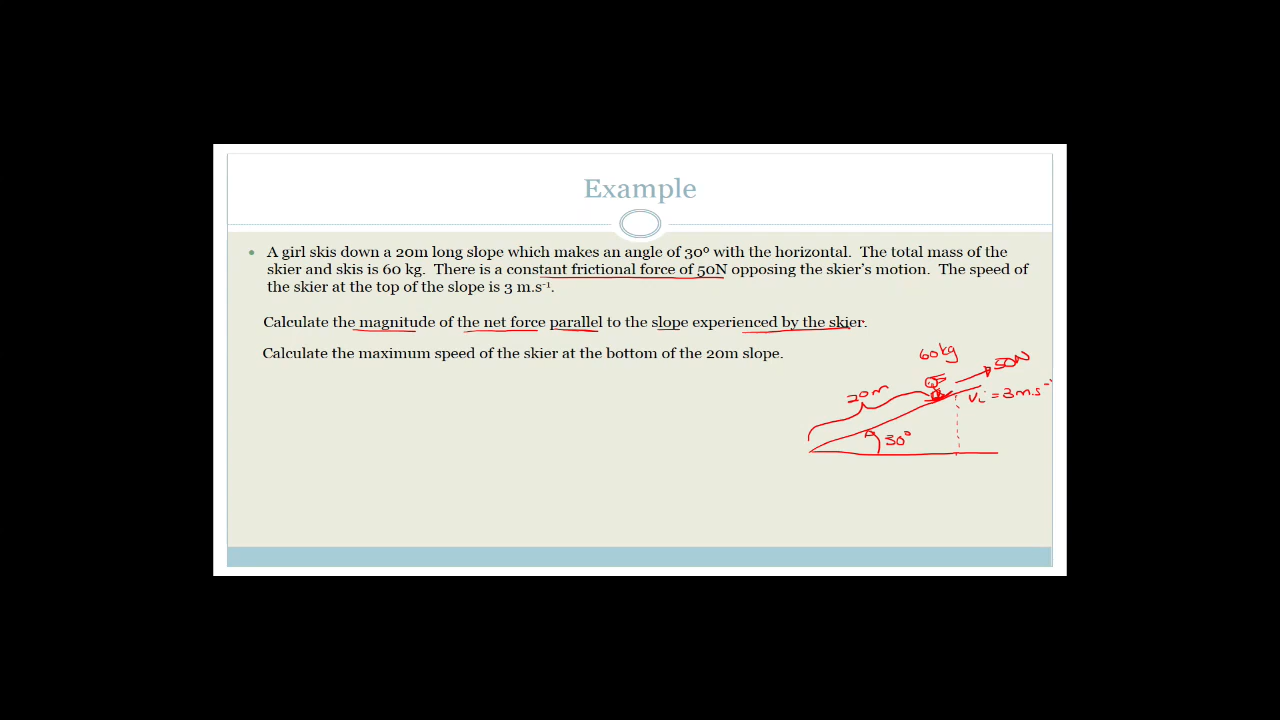 Example
• A girl skis down a 20m long slope which makes an angle of 30° with the horizontal. The total mass of the
skier and skis is 60 kg. There is a constant frictional force of 50N opposing the skier's motion. The speed of
the skier at the top of the slope is 3 m.s⁻¹.
Calculate the magnitude of the net force parallel to the slope experienced by the skier.
Calculate the maximum speed of the skier at the bottom of the 20m slope.
60kg
50N
20m
vi = 3m.s⁻¹
30°